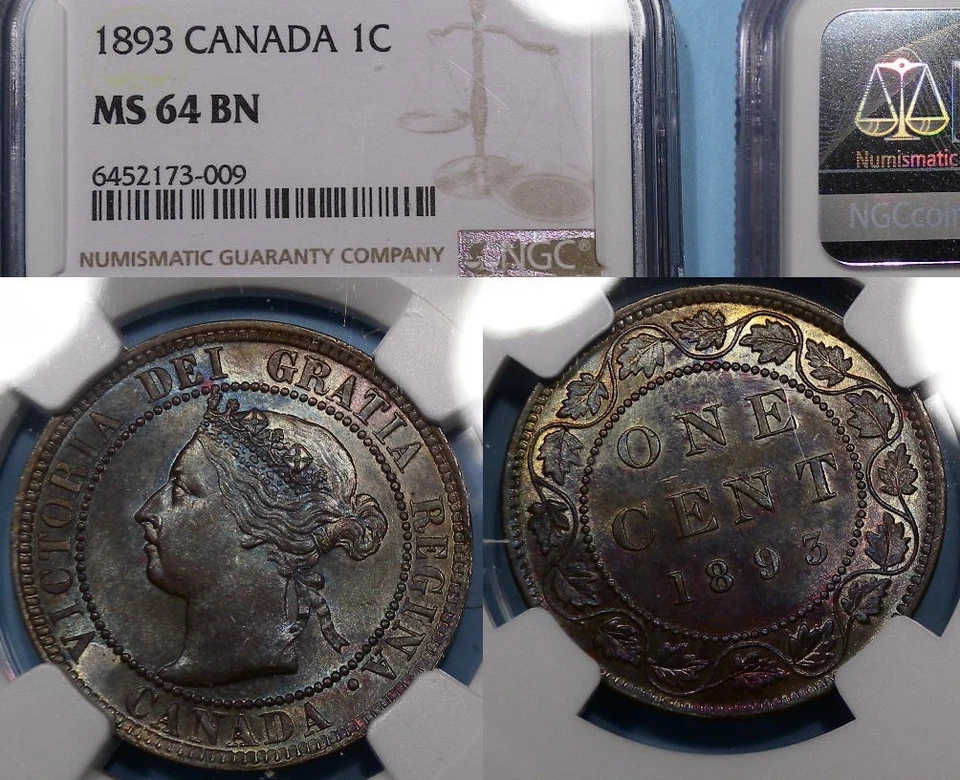 1893 CANADA 1C
MS 64 BN
6452173-009
NUMISMATIC GUARANTY COMPANY
NGC®
Numismatic
NGCcoin
VICTORIA DEI GRATIA REGINA.
CANADA
ONE
CENT
1893